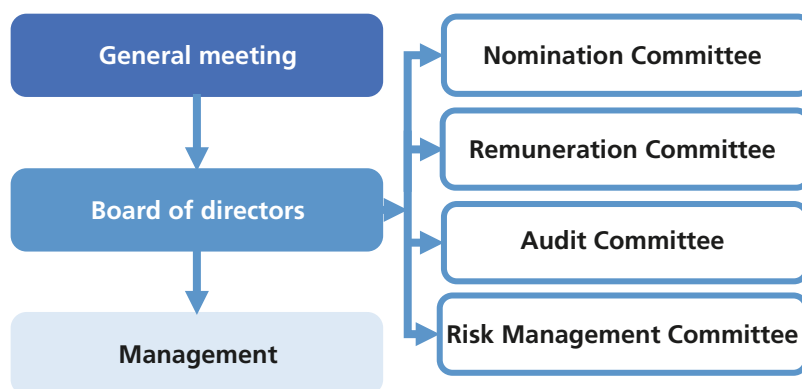 General meeting
Board of directors
Management
Nomination Committee
Remuneration Committee
Audit Committee
Risk Management Committee